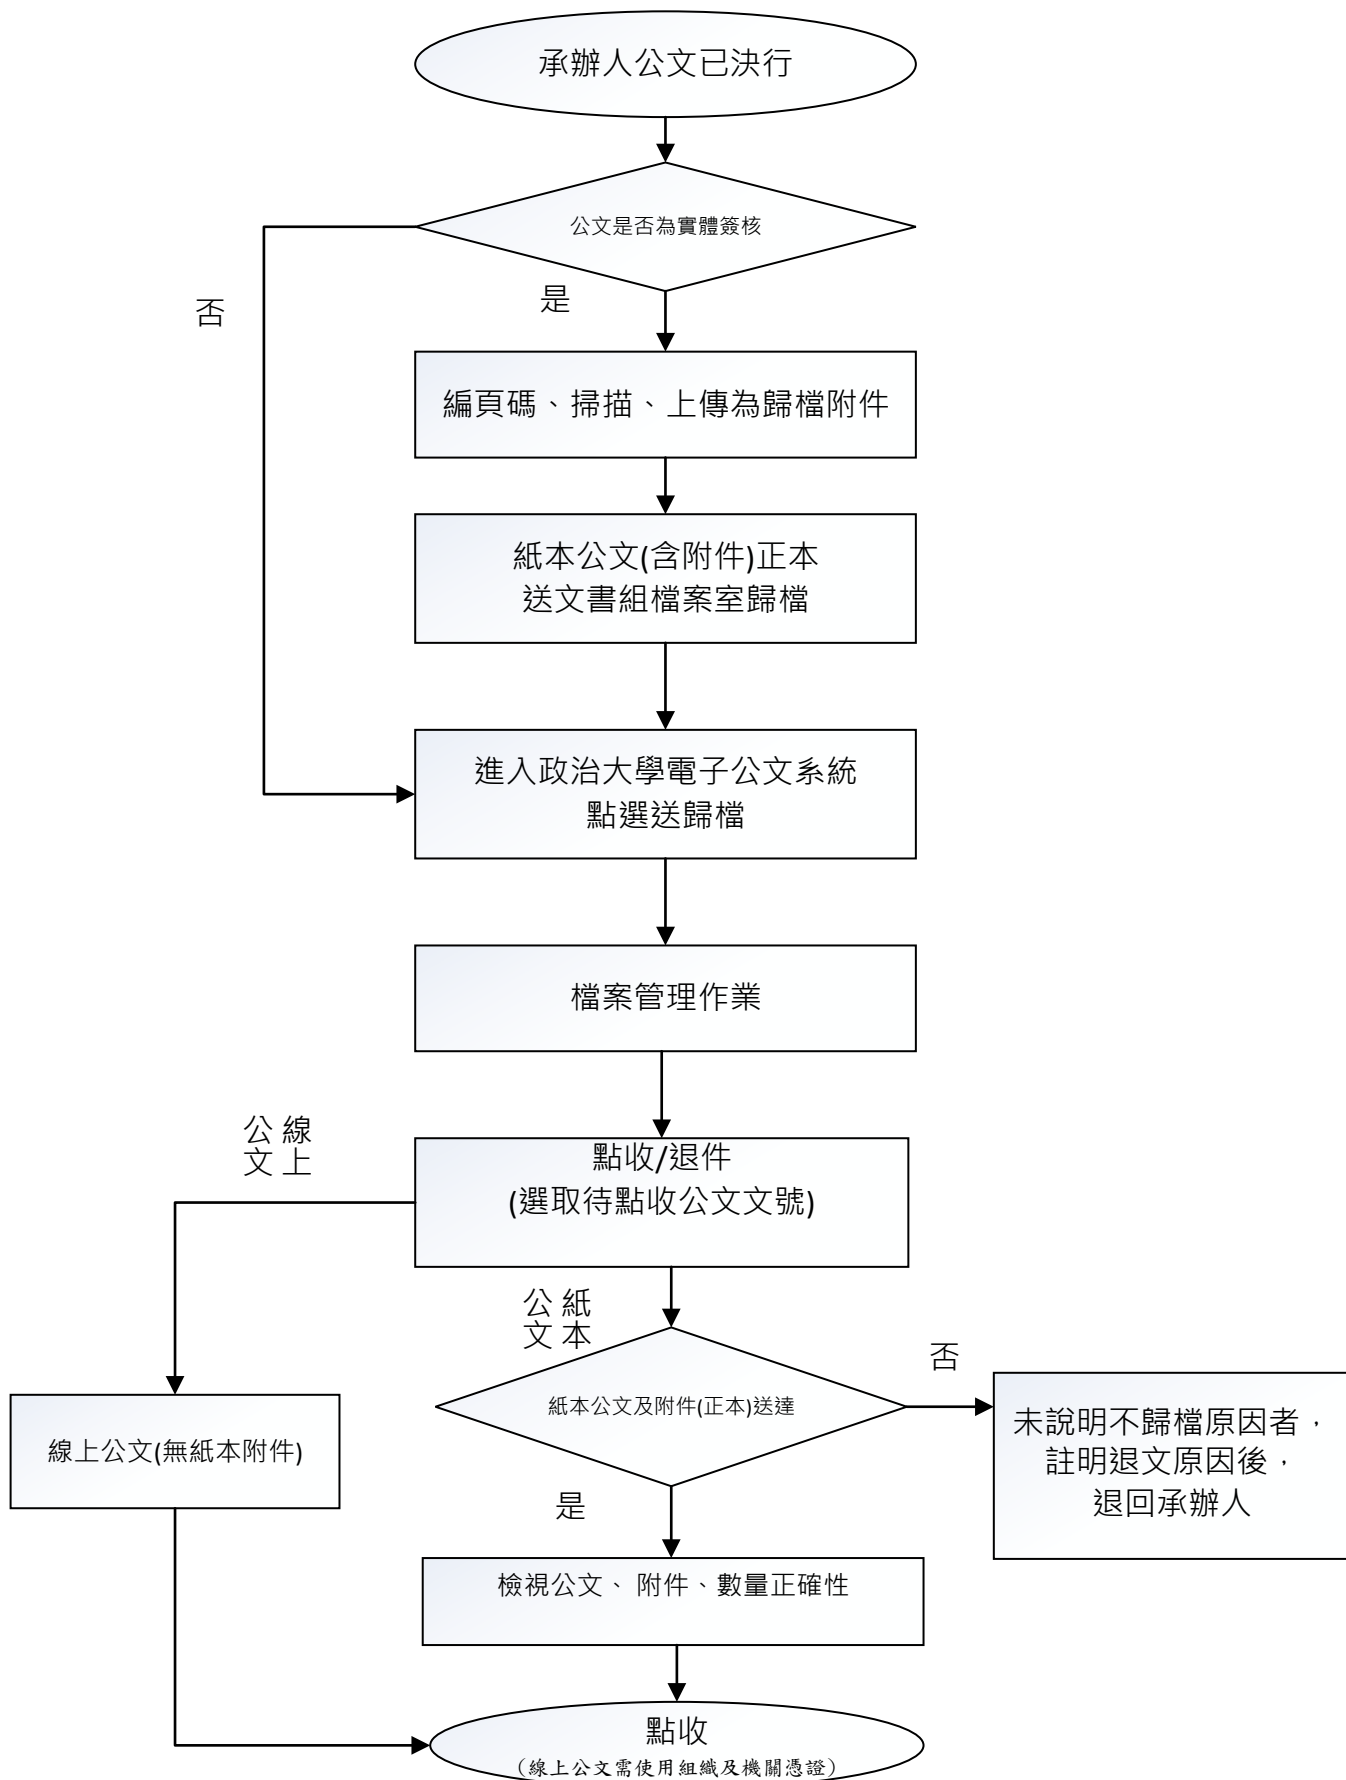 承辦人公文已決行
公文是否為實體簽核
否
是
編頁碼、掃描、上傳為歸檔附件
紙本公文(含附件)正本
送文書組檔案室歸檔
進入政治大學電子公文系統
點選送歸檔
檔案管理作業
線上
公文
點收/退件
(選取待點收公文文號)
紙本
公文
否
紙本公文及附件(正本)送達
未說明不歸檔原因者，
註明退文原因後，
退回承辦人
線上公文(無紙本附件)
是
檢視公文、 附件、數量正確性
點收
（線上公文需使用組織及機關憑證）